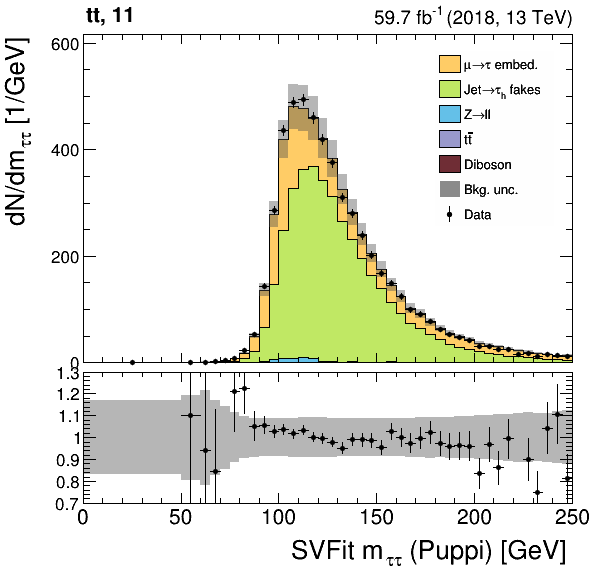 tt, 11
59.7 fb⁻¹ (2018, 13 TeV)
dN/dm_ττ [1/GeV]
600
400
200
0
μ→τ embed.
Jet→τ_h fakes
Z→ll
tt̄
Diboson
Bkg. unc.
Data
1.3
1.2
1.1
1
0.9
0.8
0.7
0 50 100 150 200 250
SVFit m_ττ (Puppi) [GeV]